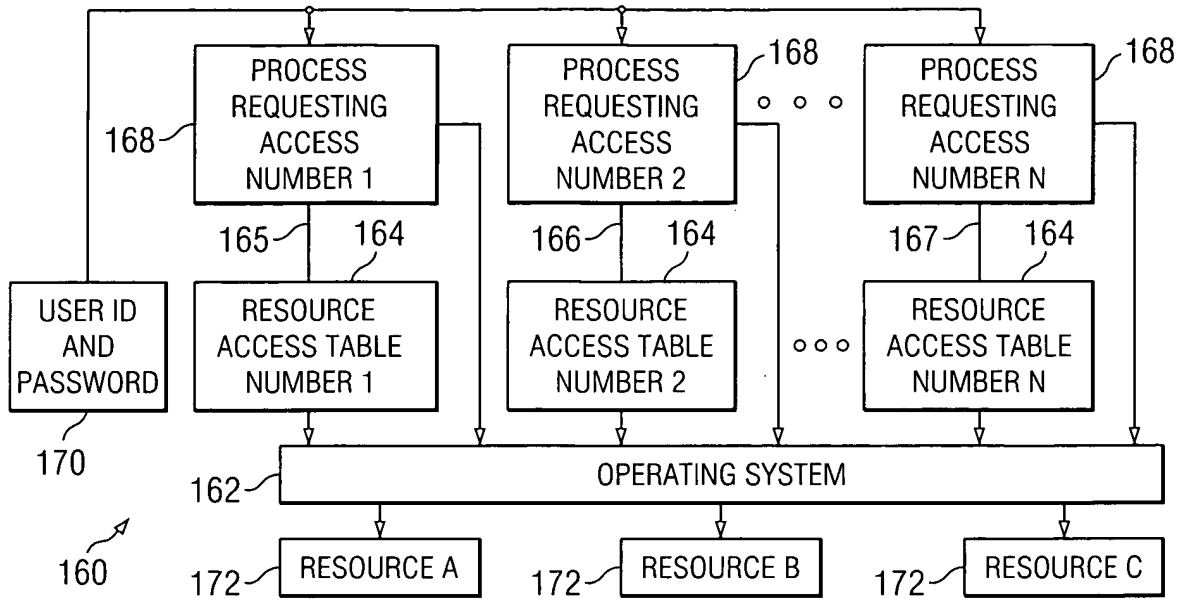 PROCESS
REQUESTING
ACCESS
NUMBER 1
168
PROCESS
REQUESTING
ACCESS
NUMBER 2
168
PROCESS
REQUESTING
ACCESS
NUMBER N
168
165
164
166
164
167
164
USER ID
AND
PASSWORD
170
RESOURCE
ACCESS TABLE
NUMBER 1
RESOURCE
ACCESS TABLE
NUMBER 2
RESOURCE
ACCESS TABLE
NUMBER N
162
OPERATING SYSTEM
160
172
RESOURCE A
172
RESOURCE B
172
RESOURCE C